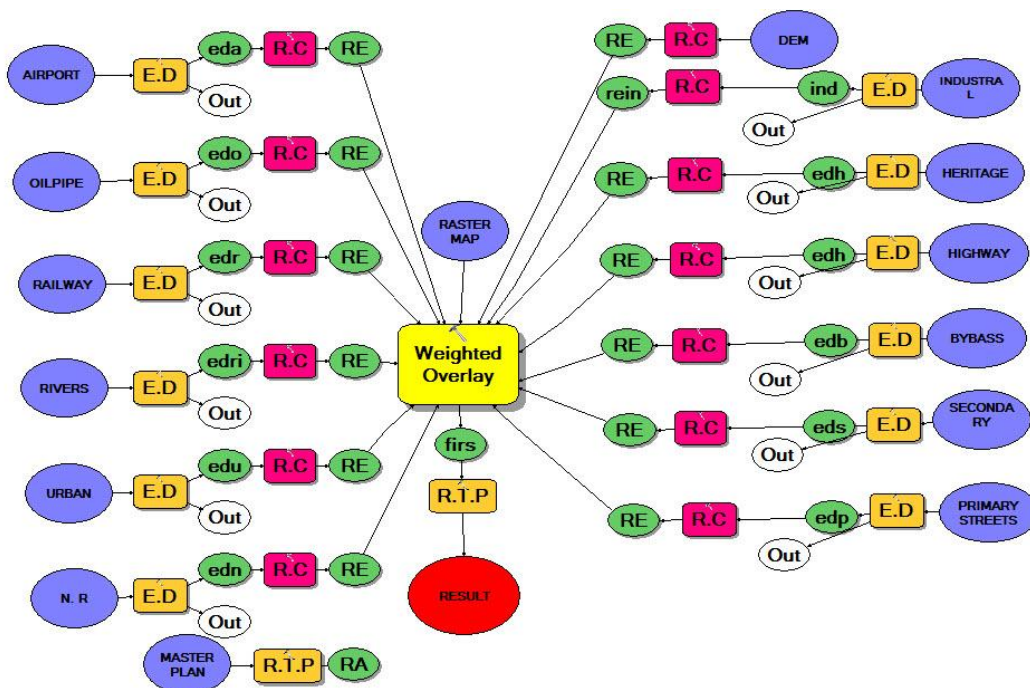 AIRPORT
E.D
eda
R.C
RE
Out
OILPIPE
E.D
edo
R.C
RE
Out
RAILWAY
E.D
edr
R.C
RE
Out
RIVERS
E.D
edri
R.C
RE
Out
URBAN
E.D
edu
R.C
RE
Out
N. R
E.D
edn
R.C
RE
Out
MASTER
PLAN
R.T.P
RA
RASTER
MAP
Weighted
Overlay
firs
R.T.P
RESULT
RE
R.C
DEM
rein
R.C
ind
E.D
INDUSTRA
L
Out
RE
R.C
edh
E.D
HERITAGE
Out
RE
R.C
edh
E.D
HIGHWAY
Out
RE
R.C
edb
E.D
BYBASS
Out
RE
R.C
eds
E.D
SECONDA
RY
Out
RE
R.C
edp
E.D
PRIMARY
STREETS
Out